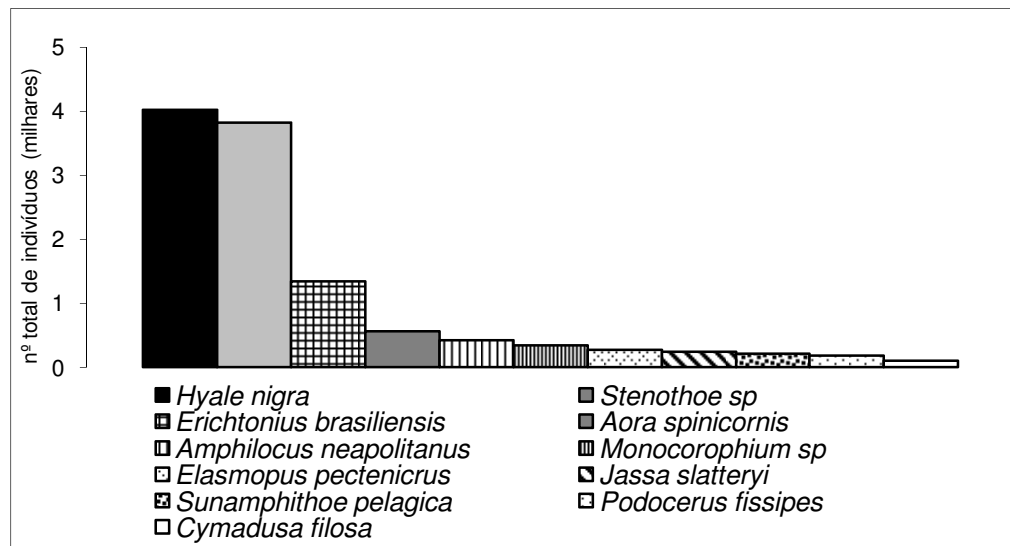 nº total de indivíduos (milhares)
5
4
3
2
1
0
Hyale nigra
Stenothoe sp
Erichtonius brasiliensis
Aora spinicornis
Amphilocus neapolitanus
Monocorophium sp
Elasmopus pectenicrus
Jassa slatteryi
Sunamphithoe pelagica
Podocerus fissipes
Cymadusa filosa